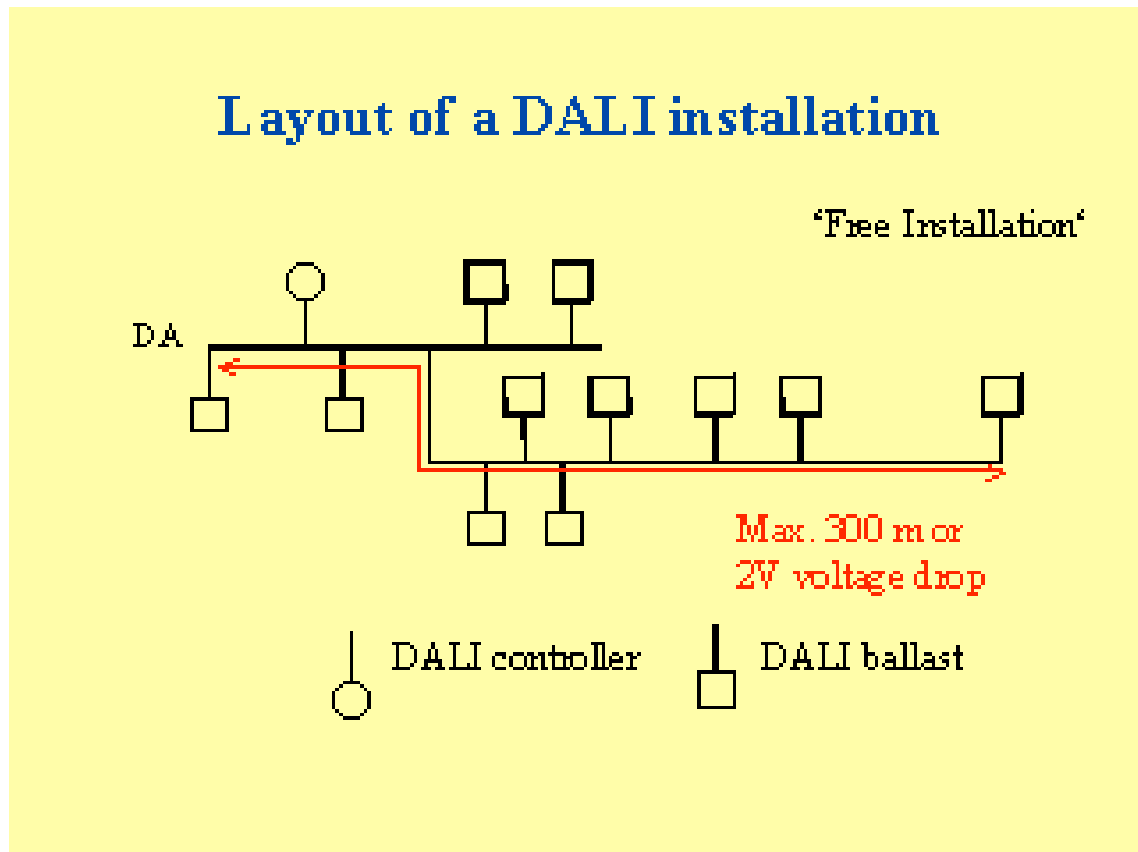 Layout of a DALI installation
‘Free Installation‘
DA
Max. 300 m or
2V voltage drop
DALI controller
DALI ballast